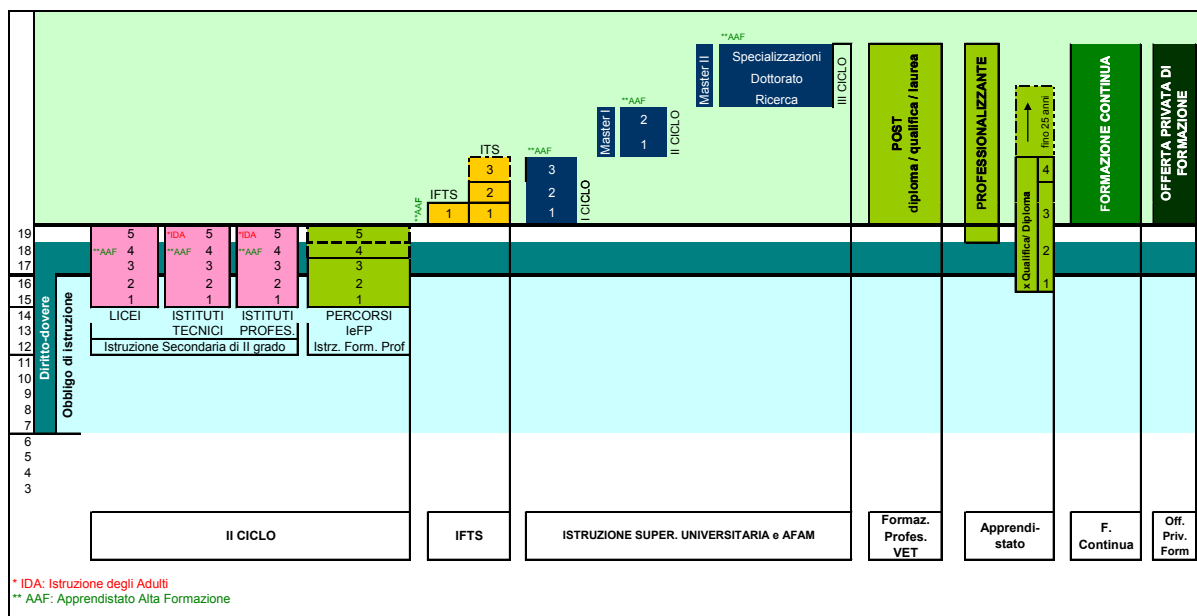 **AAF
Specializzazioni
Dottorato
Ricerca
Master II
III CICLO
**AAF
2
1
Master I
II CICLO
**AAF
3
2
1
I CICLO
ITS
3
2
1
IFTS
1
**AAF
POST
diploma / qualifica / laurea
PROFESSIONALIZZANTE
fino 25 anni
x Qualifica/ Diploma
4
3
2
1
FORMAZIONE CONTINUA
OFFERTA PRIVATA DI
FORMAZIONE
19 5 *IDA 5 *IDA 5 5
18 **AAF 4 **AAF 4 **AAF 4 4
17 3 3 3 3
16 2 2 2 2
15 1 1 1 1
14 LICEI ISTITUTI ISTITUTI PERCORSI
13 TECNICI PROFES. IeFP
12 Istruzione Secondaria di II grado Istrz. Form. Prof
11
10
9
8
7
6
5
4
3
Diritto-dovere
Obbligo di istruzione
II CICLO
IFTS
ISTRUZIONE SUPER. UNIVERSITARIA e AFAM
Formaz.
Profes.
VET
Apprendi-
stato
F.
Continua
Off.
Priv.
Form
* IDA: Istruzione degli Adulti
** AAF: Apprendistato Alta Formazione